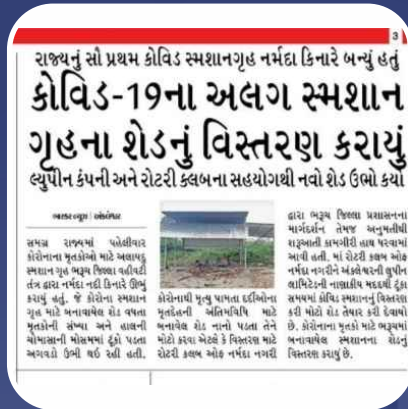 3
રાજ્યનું સૌ પ્રથમ કોવિડ સ્મશાનગૃહ નર્મદા કિનારે બન્યું હતું
કોવિડ-19ના અલગ સ્મશાન
ગૃહના શેડનું વિસ્તરણ કરાયું
લ્યુપીન કંપની અને રોટરી ક્લબના સહયોગથી નવો શેડ ઉભો કર્યો
ભાસ્કર ન્યૂઝ | અંકલેશ્વર
સમગ્ર રાજ્યમાં પહેલીવાર
કોરોનાના મૃતકો માટે અલાયદુ
સ્મશાન ગૃહ ભરૂચ જિલ્લા વહીવટી
તંત્ર દ્વારા નર્મદા નદી કિનારે ઊભું
કરાયું હતું. જે કોરોના સ્મશાન
ગૃહ માટે બનાવાયેલ શેડ વધતા
મૃતકોની સંખ્યા અને હાલની
ચોમાસાની મોસમમાં ટૂંકો પડતા
અગવડો ઉભી થઇ રહી હતી.
કોરોનાથી મૃત્યુ પામતા દર્દીઓના
મૃતદેહની અંતિમવિધિ માટે
બનાવેલ શેડ નાનો પડતા તેને
મોટો કરવા એટલે કે વિસ્તરણ માટે
રોટરી ક્લબ ઓફ નર્મદા નગરી
દ્વારા ભરૂચ જિલ્લા પ્રશાસનના
માર્ગદર્શન તેમજ અનુમતીથી
શરૂઆતી કામગીરી હાથ ધરવામાં
આવી હતી. માં રોટરી ક્લબ ઓફ
નર્મદા નગરીને અંકલેશ્વરની લુપીન
લામિટેડની નાણાકીય મદદથી ટૂંકા
સમયમાં કોવિડ સ્મશાનનું વિસ્તરણ
કરી મોટો શેડ તૈયાર કરી દેવાયો
છે. કોરોનાના મૃતકો માટે ભરૂચમાં
બનાવાયેલ સ્મશાનના શેડનું
વિસ્તરણ કરાયું છે.